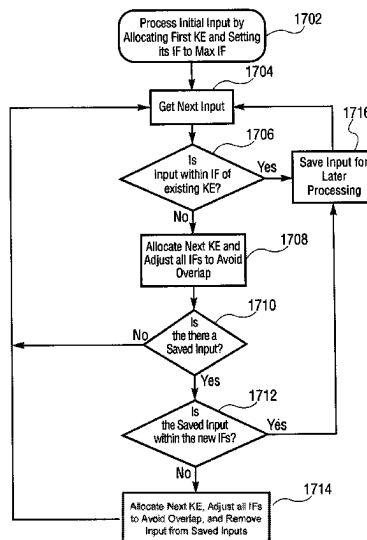 Process Initial Input by
Allocating First KE and Setting
its IF to Max IF
1702
1704
Get Next Input
1706
Is
Input within IF of
existing KE?
Yes
No
1716
Save Input for
Later
Processing
Allocate Next KE and
Adjust all IFs to Avoid
Overlap
1708
1710
Is
the there a
Saved Input?
No
Yes
1712
Is
the Saved Input
within the new IFs?
Yes
No
1714
Allocate Next KE, Adjust all IFs
to Avoid Overlap, and Remove
Input from Saved Inputs